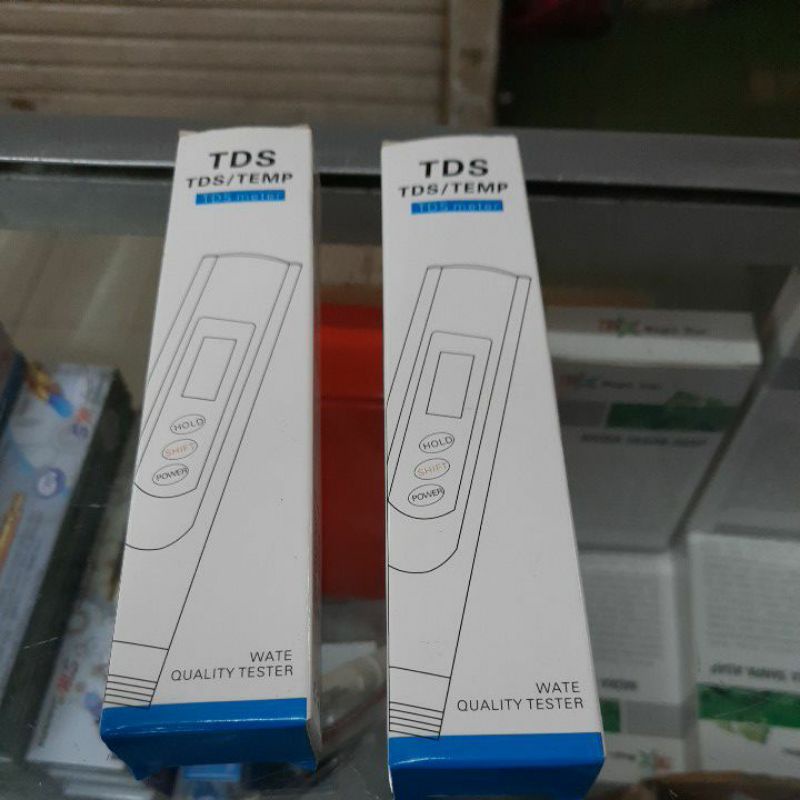 TDS
TDS/TEMP
TDS meter
HOLD
SHIFT
POWER
WATE
QUALITY TESTER
TDS
TDS/TEMP
TDS meter
HOLD
SHIFT
POWER
WATE
QUALITY TESTER